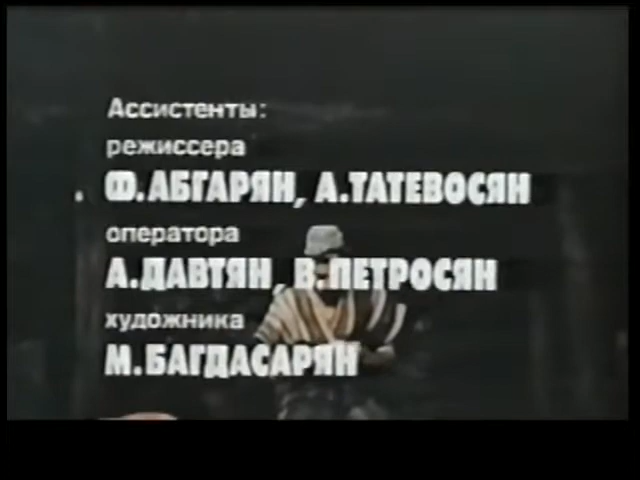 Ассистенты:
режиссера
Ф.АБГАРЯН, А.ТАТЕВОСЯН
оператора
А.ДАВТЯН, В.ПЕТРОСЯН
художника
М.БАГДАСАРЯН